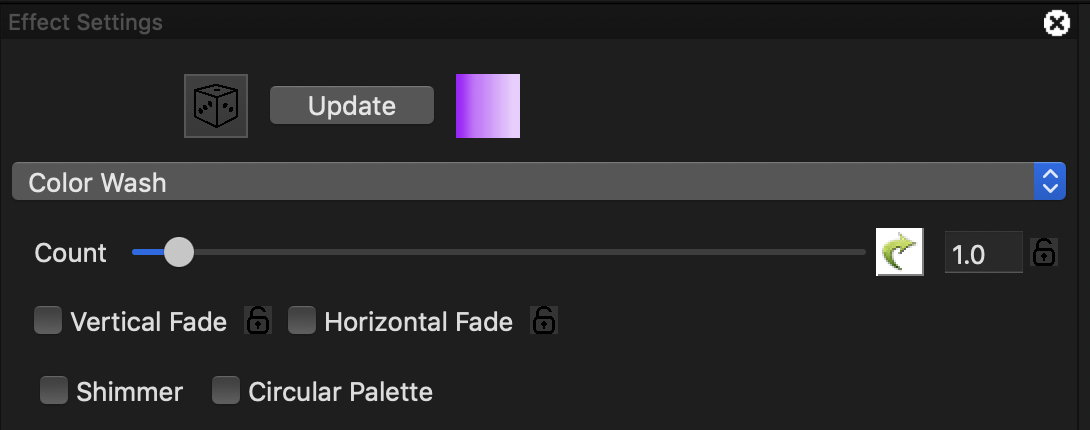 Effect Settings
Update
Color Wash
Count 1.0
Vertical Fade Horizontal Fade
Shimmer Circular Palette